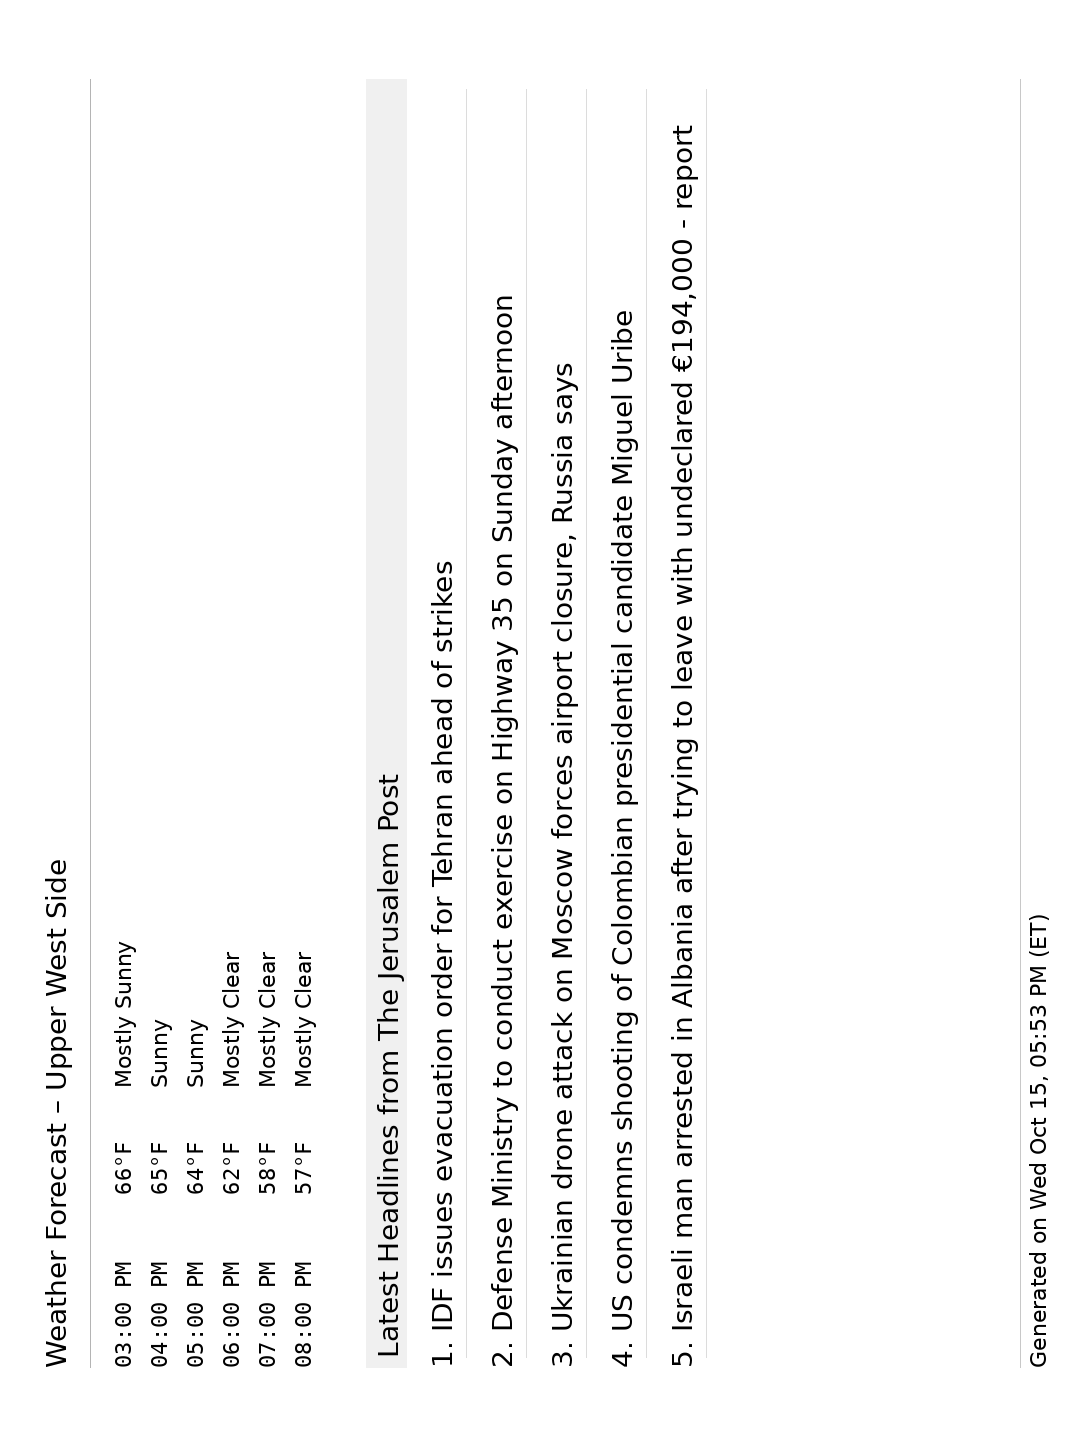 Weather Forecast – Upper West Side
03:00 PM 66°F Mostly Sunny
04:00 PM 65°F Sunny
05:00 PM 64°F Sunny
06:00 PM 62°F Mostly Clear
07:00 PM 58°F Mostly Clear
08:00 PM 57°F Mostly Clear
Latest Headlines from The Jerusalem Post
1. IDF issues evacuation order for Tehran ahead of strikes
2. Defense Ministry to conduct exercise on Highway 35 on Sunday afternoon
3. Ukrainian drone attack on Moscow forces airport closure, Russia says
4. US condemns shooting of Colombian presidential candidate Miguel Uribe
5. Israeli man arrested in Albania after trying to leave with undeclared €194,000 - report
Generated on Wed Oct 15, 05:53 PM (ET)